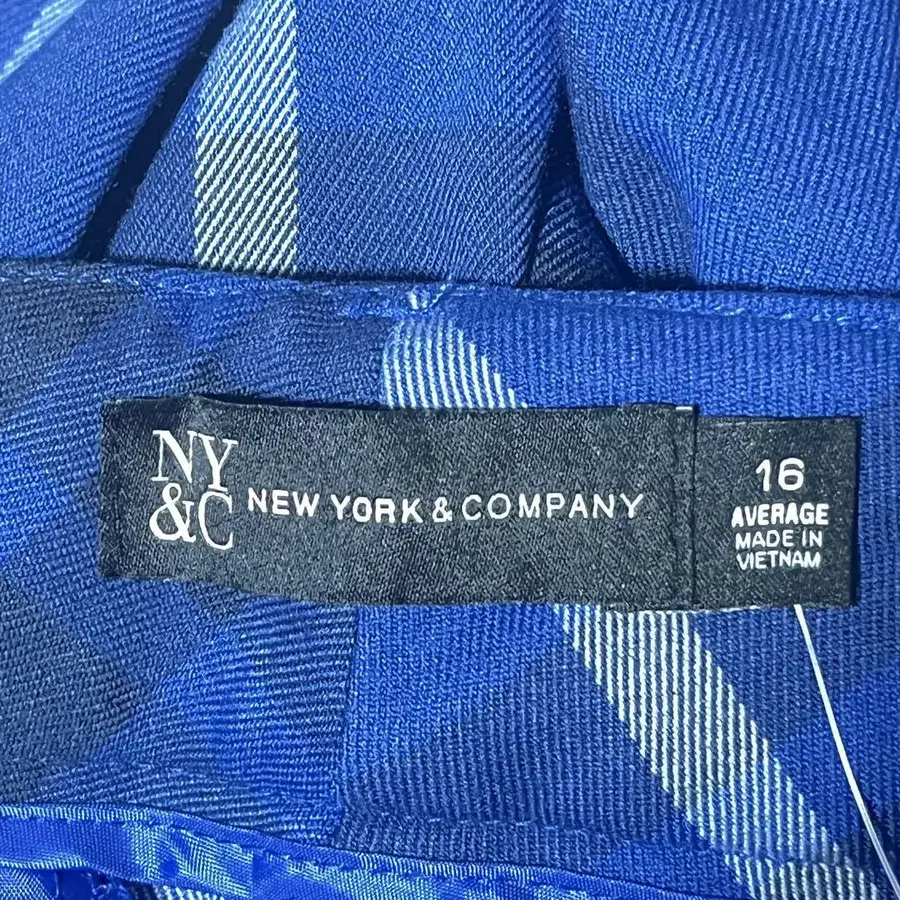 NY
&C
NEW YORK & COMPANY
16
AVERAGE
MADE IN
VIETNAM